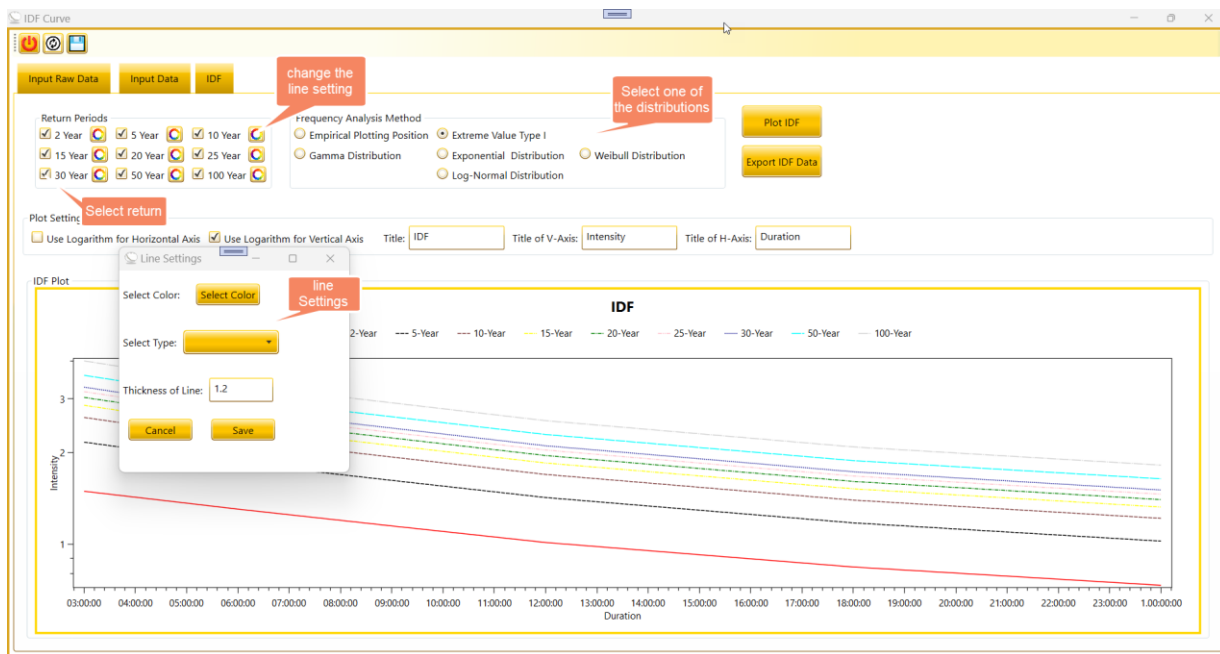 IDF Curve
Input Raw Data Input Data IDF
change the
line setting
Select one of
the distributions
Return Periods
2 Year 5 Year 10 Year
15 Year 20 Year 25 Year
30 Year 50 Year 100 Year
Select return
Frequency Analysis Method
Empirical Plotting Position Extreme Value Type I
Gamma Distribution Exponential Distribution Weibull Distribution
Log-Normal Distribution
Plot IDF
Export IDF Data
Plot Setting
Use Logarithm for Horizontal Axis Use Logarithm for Vertical Axis Title: IDF Title of V-Axis: Intensity Title of H-Axis: Duration
Line Settings
Select Color: Select Color
line
Settings
Select Type:
Thickness of Line: 1.2
Cancel Save
IDF Plot
IDF
2-Year 5-Year 10-Year 15-Year 20-Year 25-Year 30-Year 50-Year 100-Year
3
2
1
Intensity
03:00:00 04:00:00 05:00:00 06:00:00 07:00:00 08:00:00 09:00:00 10:00:00 11:00:00 12:00:00 13:00:00 14:00:00 15:00:00 16:00:00 17:00:00 18:00:00 19:00:00 20:00:00 21:00:00 22:00:00 23:00:00 1.00:00:00
Duration